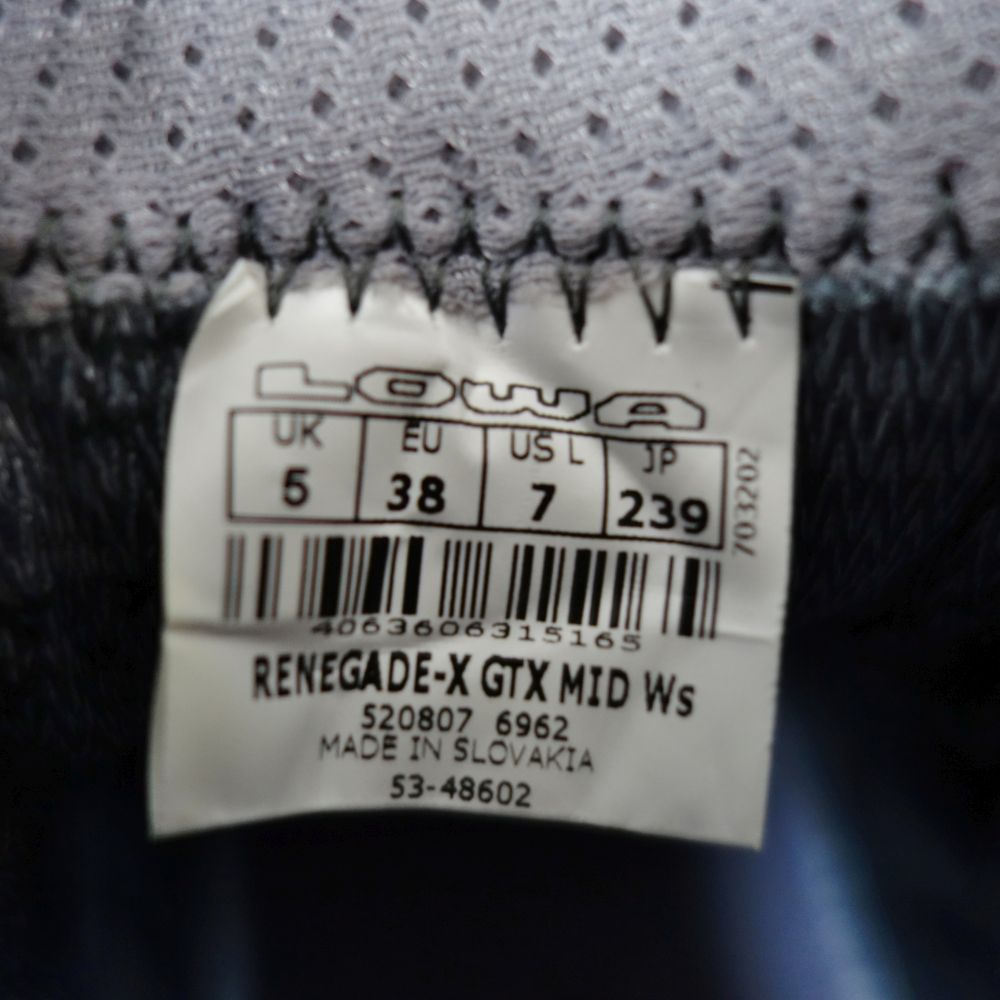 LOWA
UK EU US L JP
5 38 7 239
703202
4063606315165
RENEGADE-X GTX MID Ws
520807 6962
MADE IN SLOVAKIA
53-48602